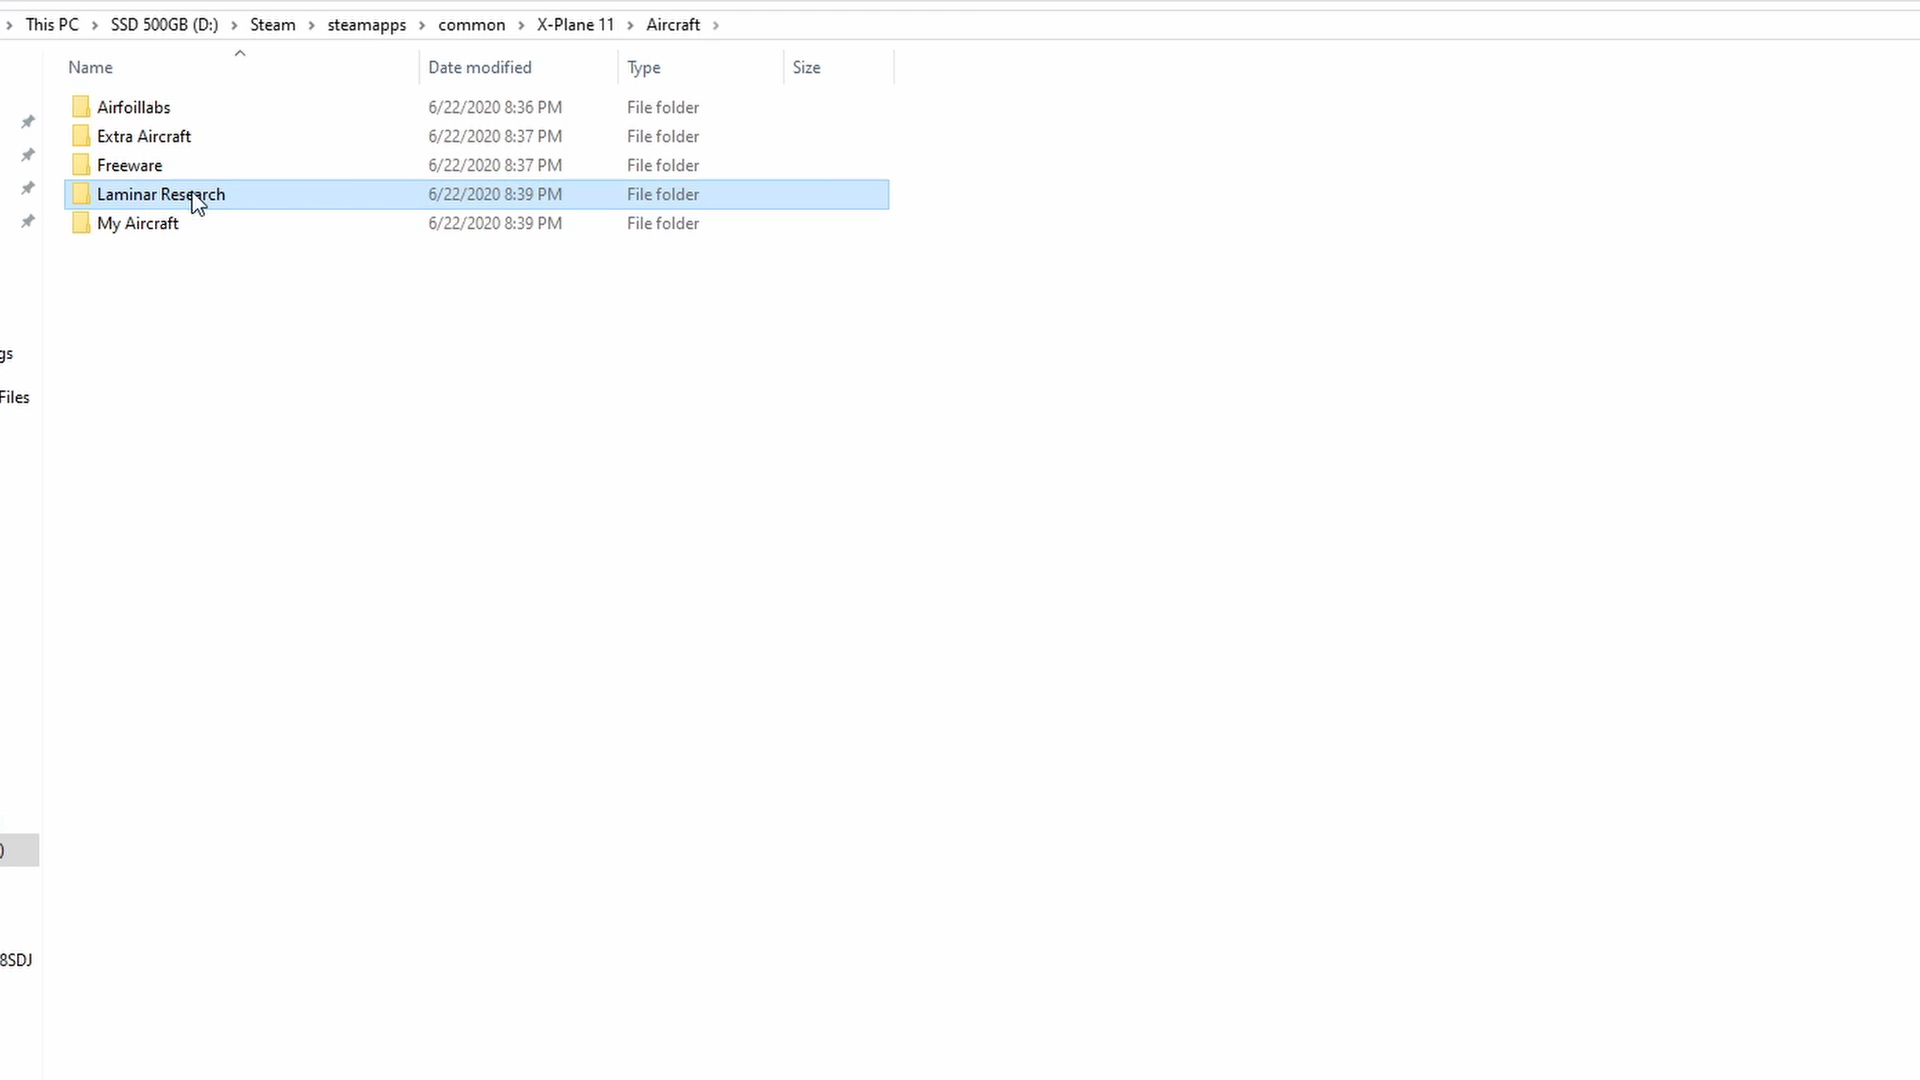 This PC > SSD 500GB (D:) > Steam > steamapps > common > X-Plane 11 > Aircraft >
Name Date modified Type Size
Airfoillabs 6/22/2020 8:36 PM File folder
Extra Aircraft 6/22/2020 8:37 PM File folder
Freeware 6/22/2020 8:37 PM File folder
Laminar Research 6/22/2020 8:39 PM File folder
My Aircraft 6/22/2020 8:39 PM File folder
gs
Files
)
8SDJ